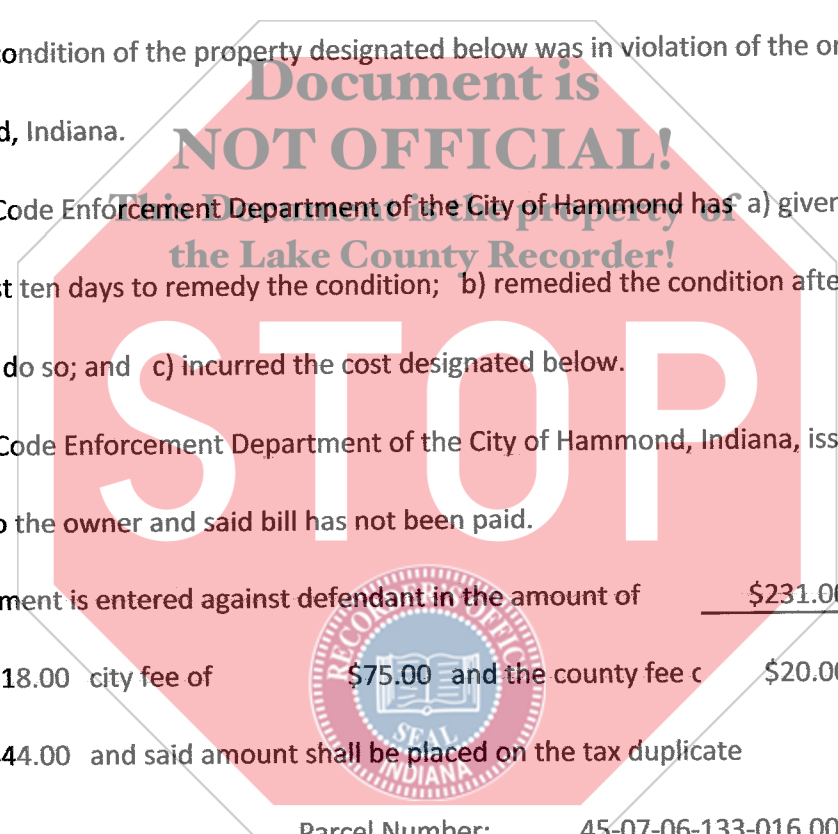 condition of the property designated below was in violation of the or
Document is
d, Indiana.
NOT OFFICIAL!
Code Enforcement Department of the City of Hammond has a) given
This Document is the property of
the Lake County Recorder!
st ten days to remedy the condition; b) remedied the condition afte
do so; and c) incurred the cost designated below.
STOP
Code Enforcement Department of the City of Hammond, Indiana, iss
o the owner and said bill has not been paid.
ment is entered against defendant in the amount of $231.00
RECORDER'S OFFICE
18.00 city fee of $75.00 and the county fee c $20.00
SEAL
44.00 and said amount shall be placed on the tax duplicate
INDIANA
Parcel Number: 45-07-06-133-016.00